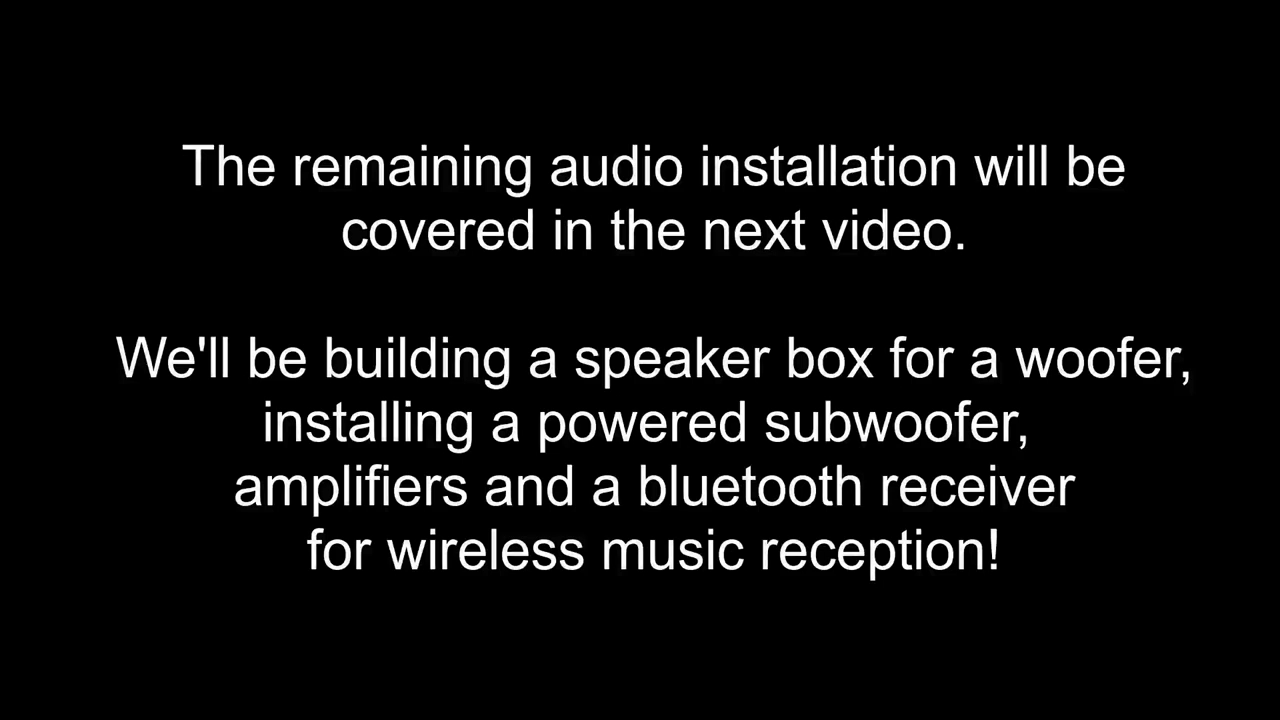 The remaining audio installation will be
covered in the next video.
We'll be building a speaker box for a woofer,
installing a powered subwoofer,
amplifiers and a bluetooth receiver
for wireless music reception!